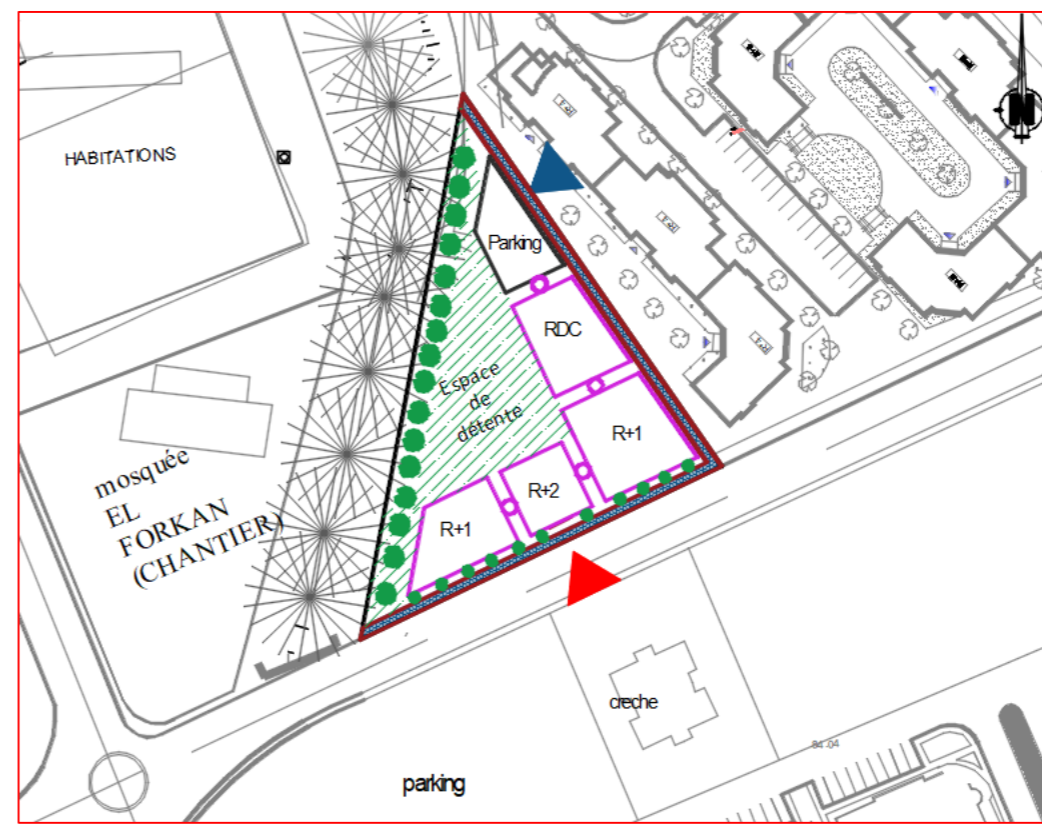 HABITATIONS
Parking
RDC
Espace
de
détente
R+1
R+2
R+1
mosquée
EL
FORKAN
(CHANTIER)
creche
parking